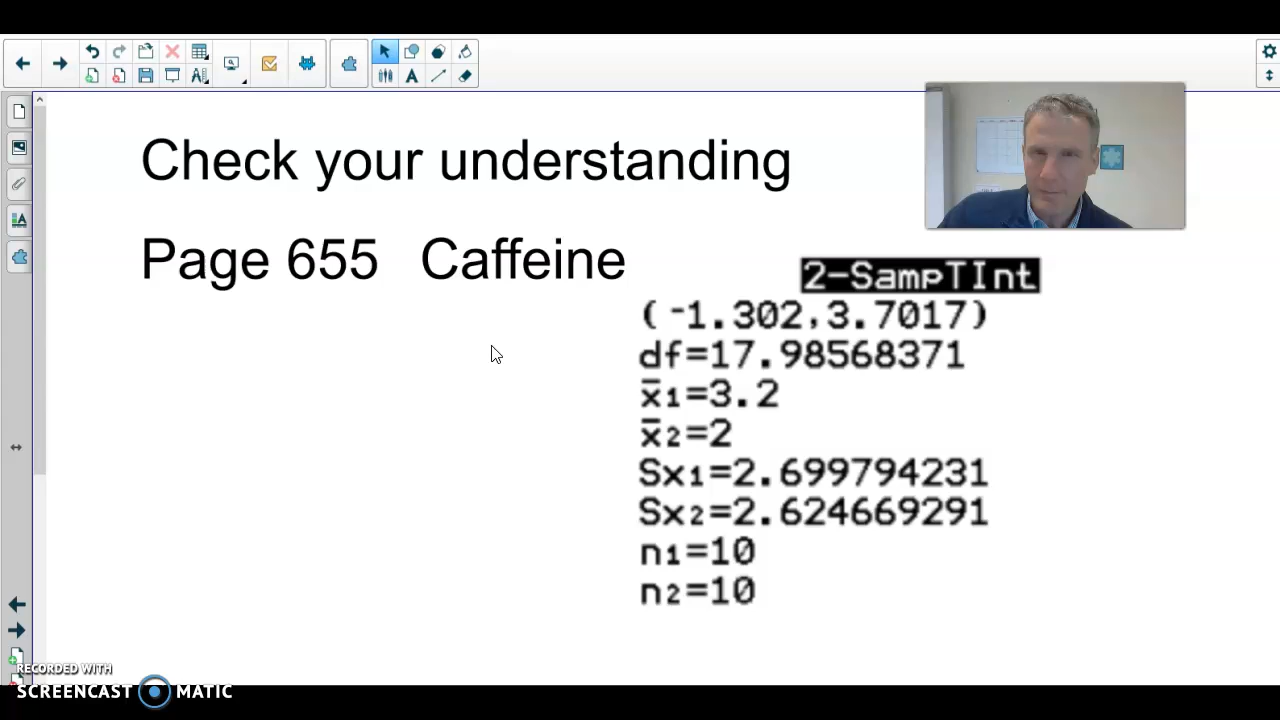 Check your understanding
Page 655 Caffeine
2-SampTInt
(-1.302,3.7017)
df=17.98568371
x̄1=3.2
x̄2=2
Sx1=2.699794231
Sx2=2.624669291
n1=10
n2=10
RECORDED WITH
SCREENCAST MATIC